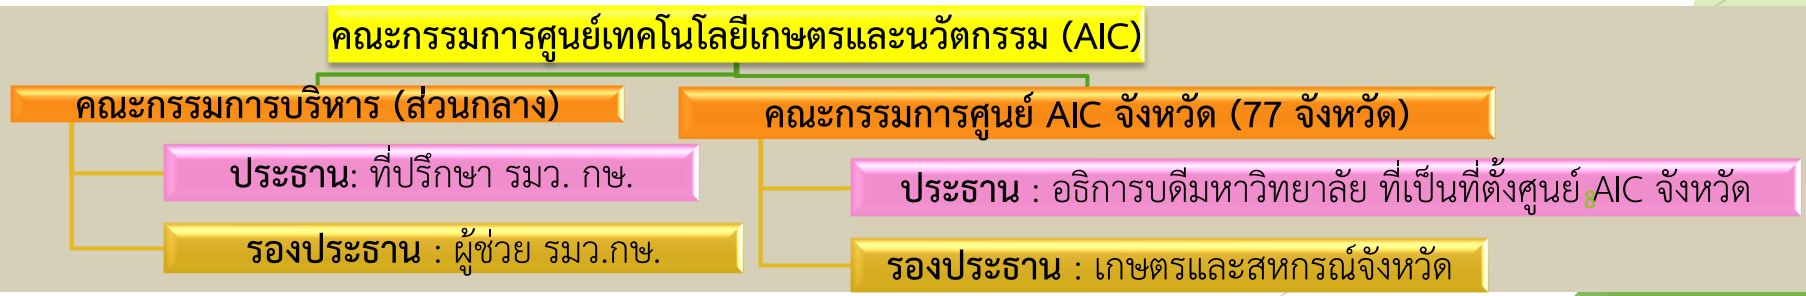 คณะกรรมการศูนย์เทคโนโลยีเกษตรและนวัตกรรม (AIC)
คณะกรรมการบริหาร (ส่วนกลาง)
ประธาน: ที่ปรึกษา รมว. กษ.
รองประธาน : ผู้ช่วย รมว.กษ.
คณะกรรมการศูนย์ AIC จังหวัด (77 จังหวัด)
ประธาน : อธิการบดีมหาวิทยาลัย ที่เป็นที่ตั้งศูนย์ AIC จังหวัด
8
รองประธาน : เกษตรและสหกรณ์จังหวัด